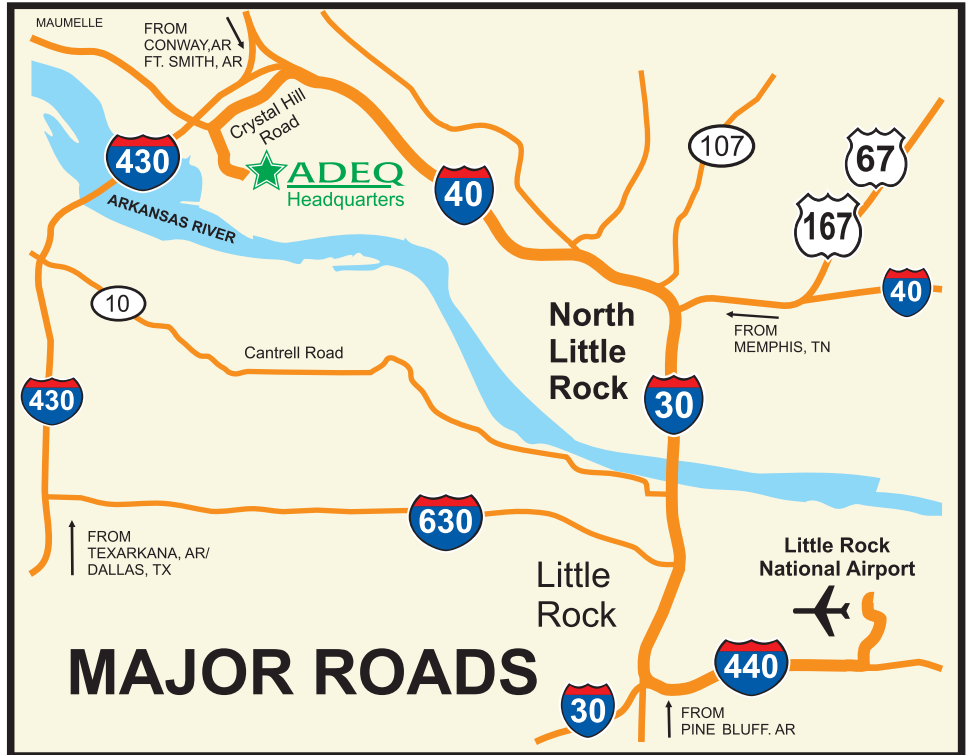 MAUMELLE
FROM
CONWAY,AR
FT. SMITH, AR
Crystal Hill
Road
430
ADEQ
Headquarters
ARKANSAS RIVER
40
107
67
167
40
10
North
Little
Rock
FROM
MEMPHIS, TN
Cantrell Road
430
30
630
FROM
TEXARKANA, AR/
DALLAS, TX
Little
Rock
Little Rock
National Airport
MAJOR ROADS
440
30
FROM
PINE BLUFF. AR